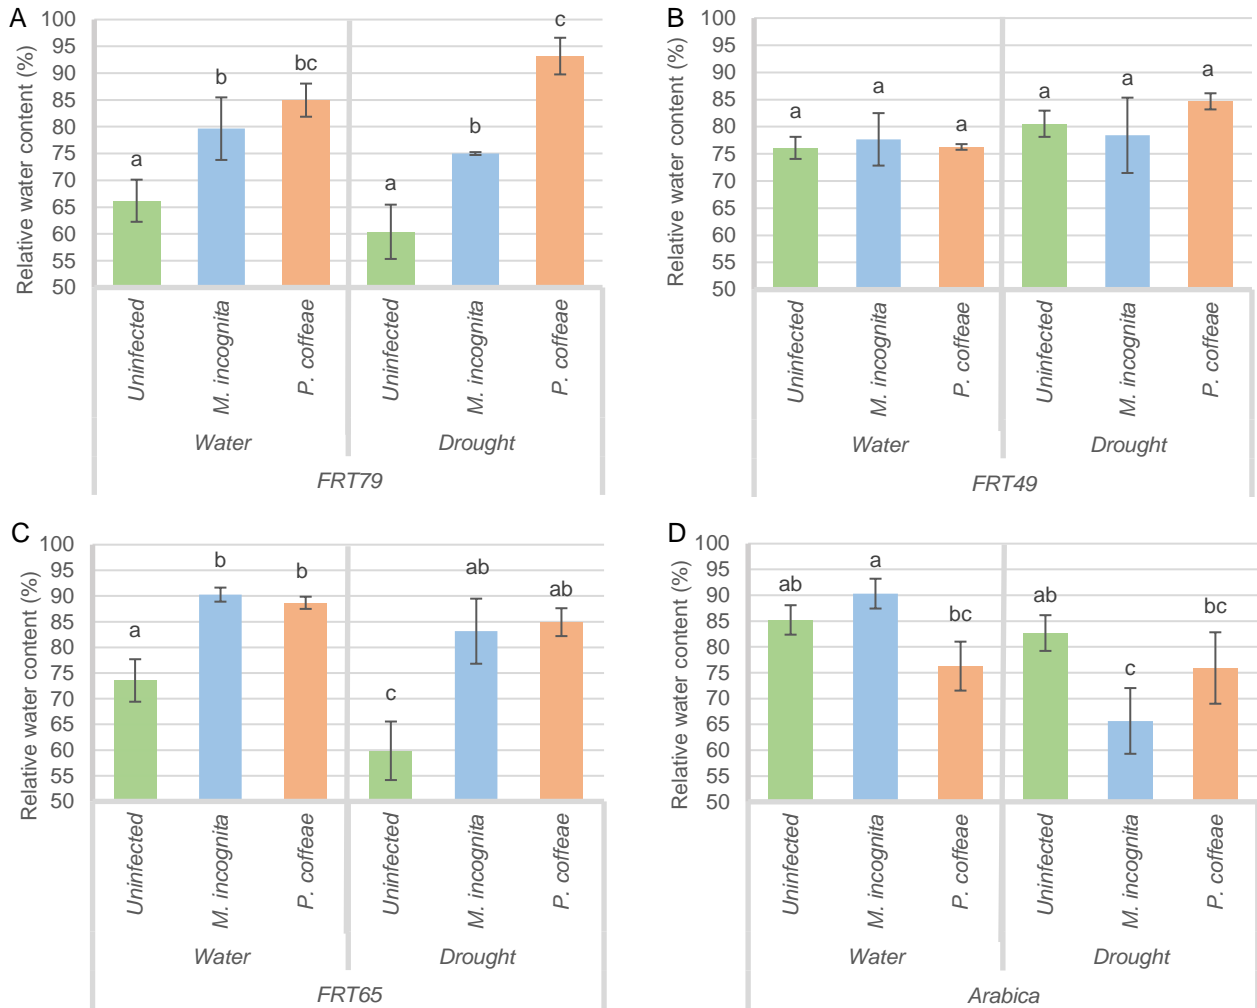 A
Relative water content (%)
100
95
90
85
80
75
70
65
60
55
50
a
b
bc
a
b
c
Uninfected
M. incognita
P. coffeae
Uninfected
M. incognita
P. coffeae
Water
Drought
FRT79
B
Relative water content (%)
100
95
90
85
80
75
70
65
60
55
50
a
a
a
a
a
a
Uninfected
M. incognita
P. coffeae
Uninfected
M. incognita
P. coffeae
Water
Drought
FRT49
C
Relative water content (%)
100
95
90
85
80
75
70
65
60
55
50
a
b
b
c
ab
ab
Uninfected
M. incognita
P. coffeae
Uninfected
M. incognita
P. coffeae
Water
Drought
FRT65
D
Relative water content (%)
100
95
90
85
80
75
70
65
60
55
50
ab
a
bc
ab
c
bc
Uninfected
M. incognita
P. coffeae
Uninfected
M. incognita
P. coffeae
Water
Drought
Arabica